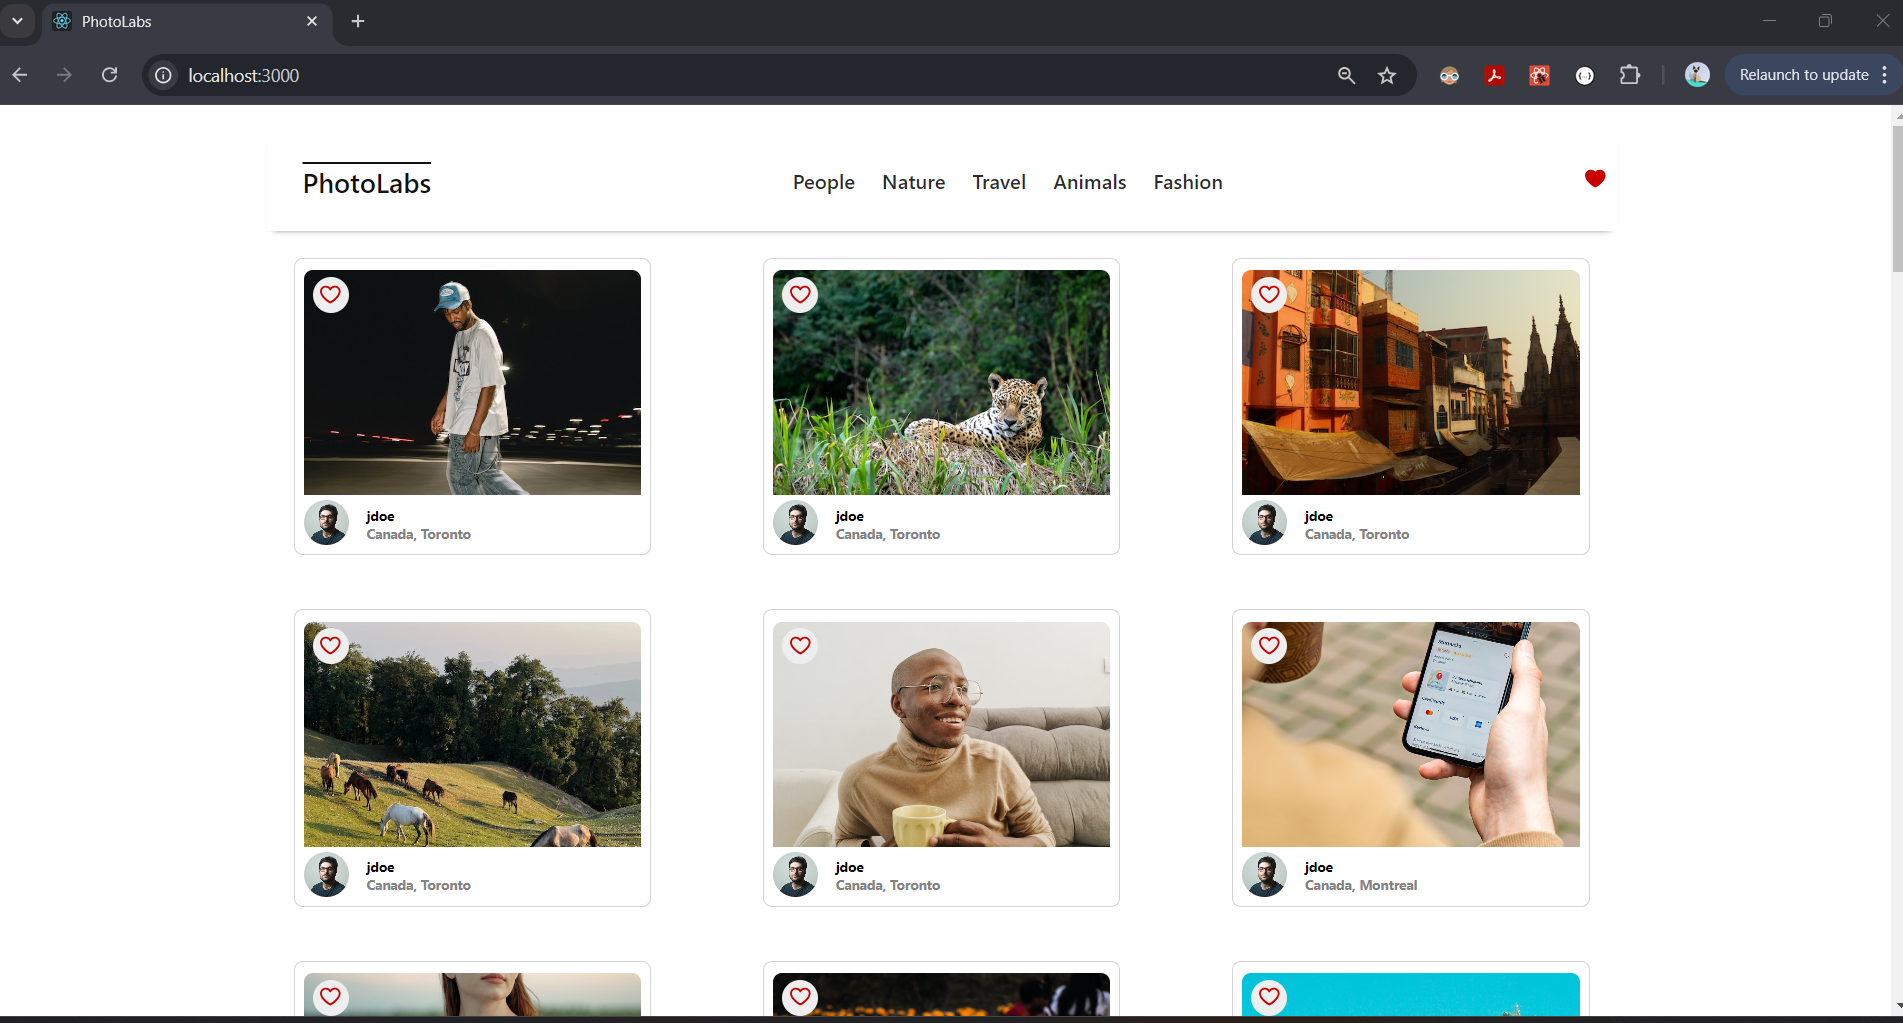 PhotoLabs
localhost:3000
Relaunch to update
PhotoLabs
People Nature Travel Animals Fashion
jdoe
Canada, Toronto
jdoe
Canada, Toronto
jdoe
Canada, Toronto
jdoe
Canada, Toronto
jdoe
Canada, Toronto
VISA
jdoe
Canada, Montreal